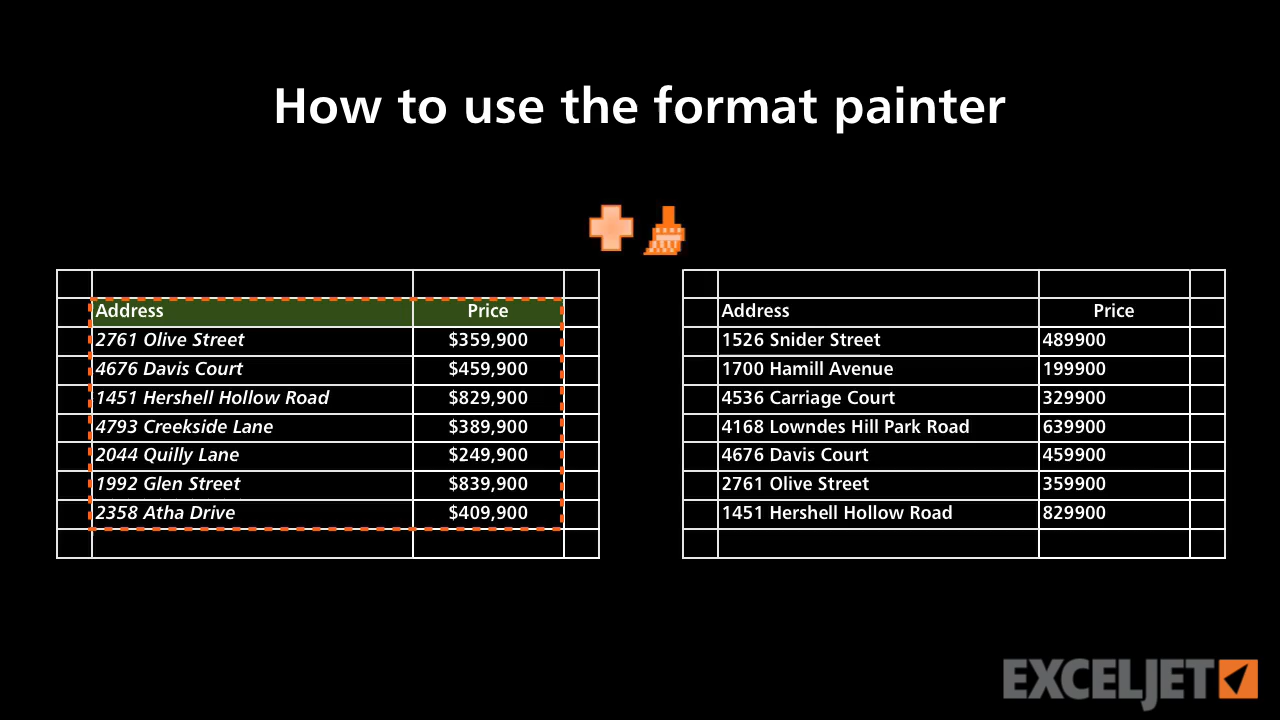 How to use the format painter
Address Price
2761 Olive Street $359,900
4676 Davis Court $459,900
1451 Hershell Hollow Road $829,900
4793 Creekside Lane $389,900
2044 Quilly Lane $249,900
1992 Glen Street $839,900
2358 Atha Drive $409,900
Address Price
1526 Snider Street 489900
1700 Hamill Avenue 199900
4536 Carriage Court 329900
4168 Lowndes Hill Park Road 639900
4676 Davis Court 459900
2761 Olive Street 359900
1451 Hershell Hollow Road 829900
EXCELJET